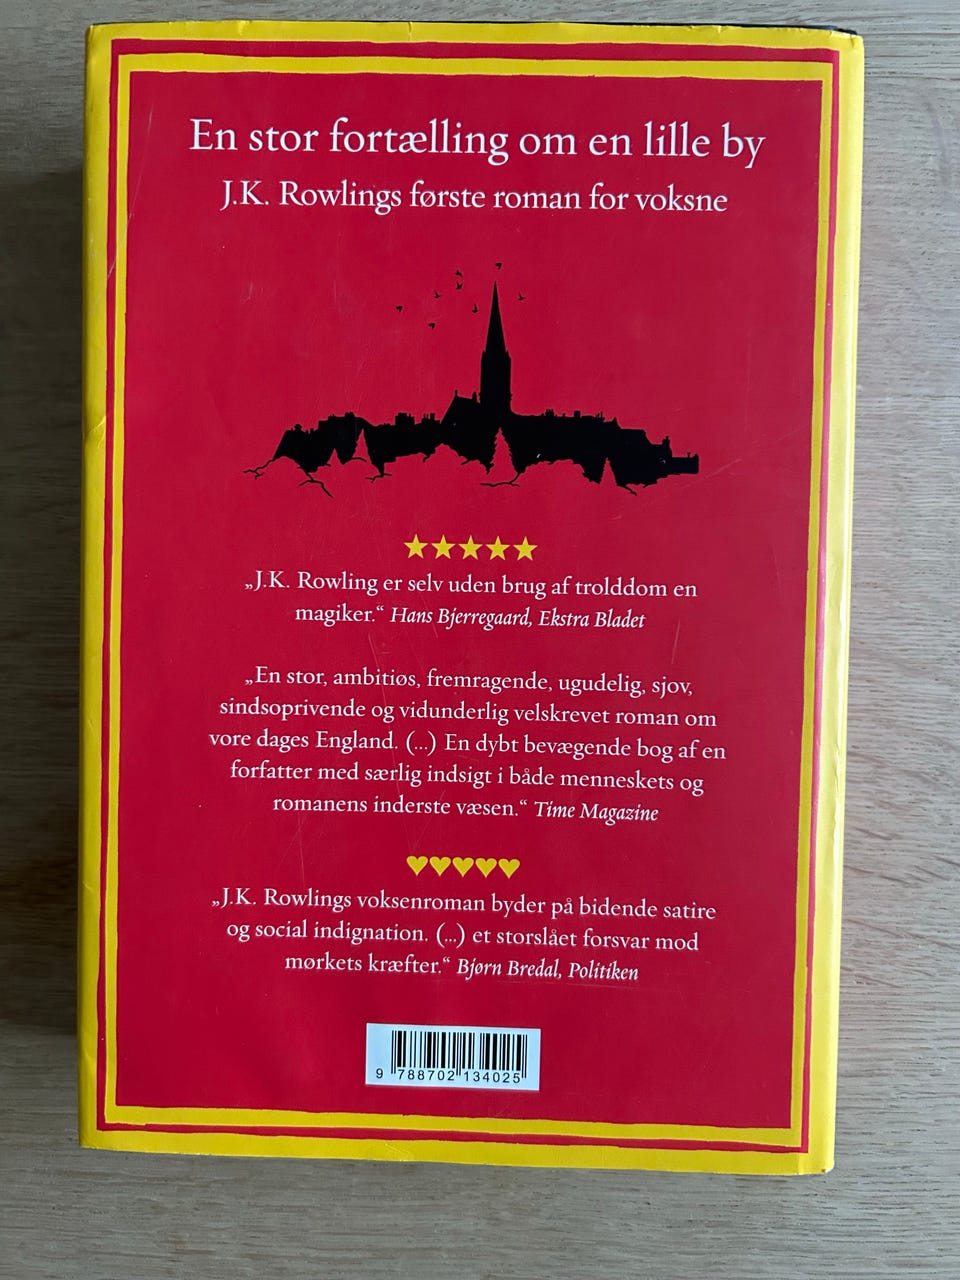 En stor fortælling om en lille by
J.K. Rowlings første roman for voksne
„J.K. Rowling er selv uden brug af trolddom en
magiker.“ Hans Bjerregaard, Ekstra Bladet
„En stor, ambitiøs, fremragende, ugudelig, sjov,
sindsoprivende og vidunderlig velskrevet roman om
vore dages England. (...) En dybt bevægende bog af en
forfatter med særlig indsigt i både menneskets og
romanens inderste væsen.“ Time Magazine
„J.K. Rowlings voksenroman byder på bidende satire
og social indignation. (...) et storslået forsvar mod
mørkets kræfter.“ Bjørn Bredal, Politiken
9 788702 134025